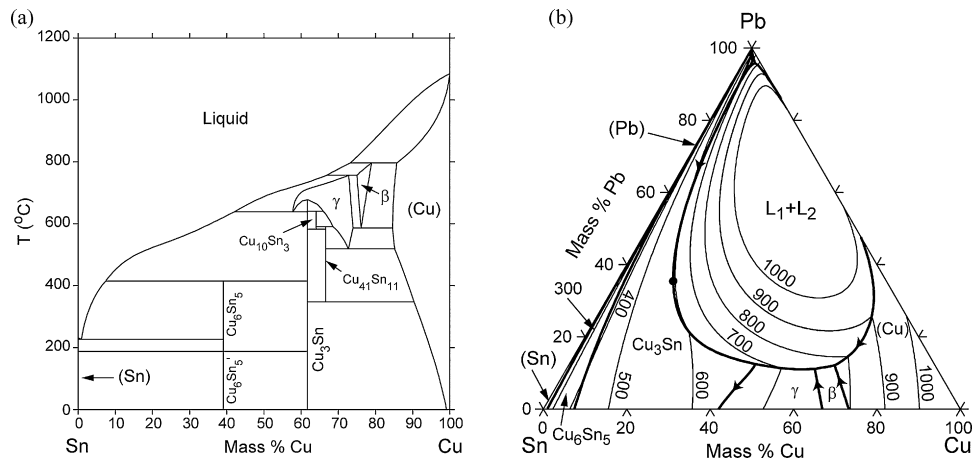 (a)
1200
1000
800
600
400
200
0
T (°C)
Liquid
γ
β
(Cu)
Cu10Sn3
Cu41Sn11
Cu6Sn5
Cu3Sn
(Sn)
Cu6Sn5'
0 10 20 30 40 50 60 70 80 90 100
Sn Mass % Cu Cu
(b)
Pb
100
80
(Pb)
60
Mass % Pb
L1+L2
40
1000
300
400
900
800
20
Cu3Sn
700
(Cu)
(Sn)
500
600
γ
β
900
1000
0
0 20 40 60 80 100
Cu6Sn5
Sn Mass % Cu Cu